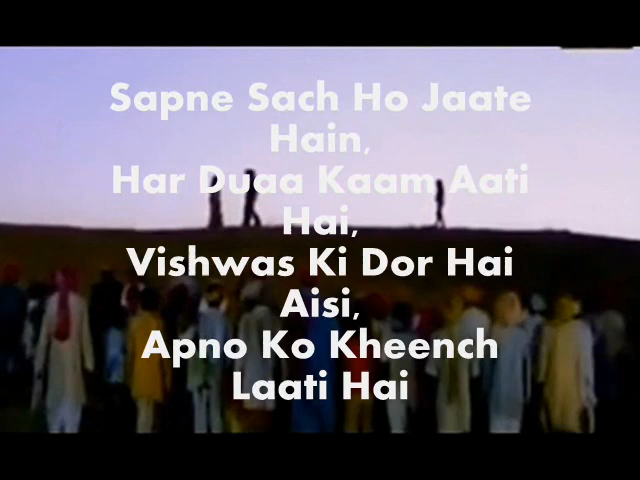 Sapne Sach Ho Jaate
Hain,
Har Duaa Kaam Aati
Hai,
Vishwas Ki Dor Hai
Aisi,
Apno Ko Kheench
Laati Hai